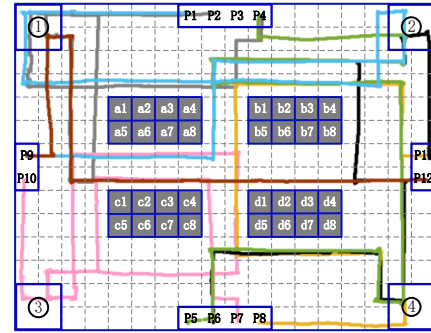 1 P1 P2 P3 P4 2
a1 a2 a3 a4 b1 b2 b3 b4
a5 a6 a7 a8 b5 b6 b7 b8
P9 P1
P10 P12
c1 c2 c3 c4 d1 d2 d3 d4
c5 c6 c7 c8 d5 d6 d7 d8
3 4
P5 P6 P7 P8